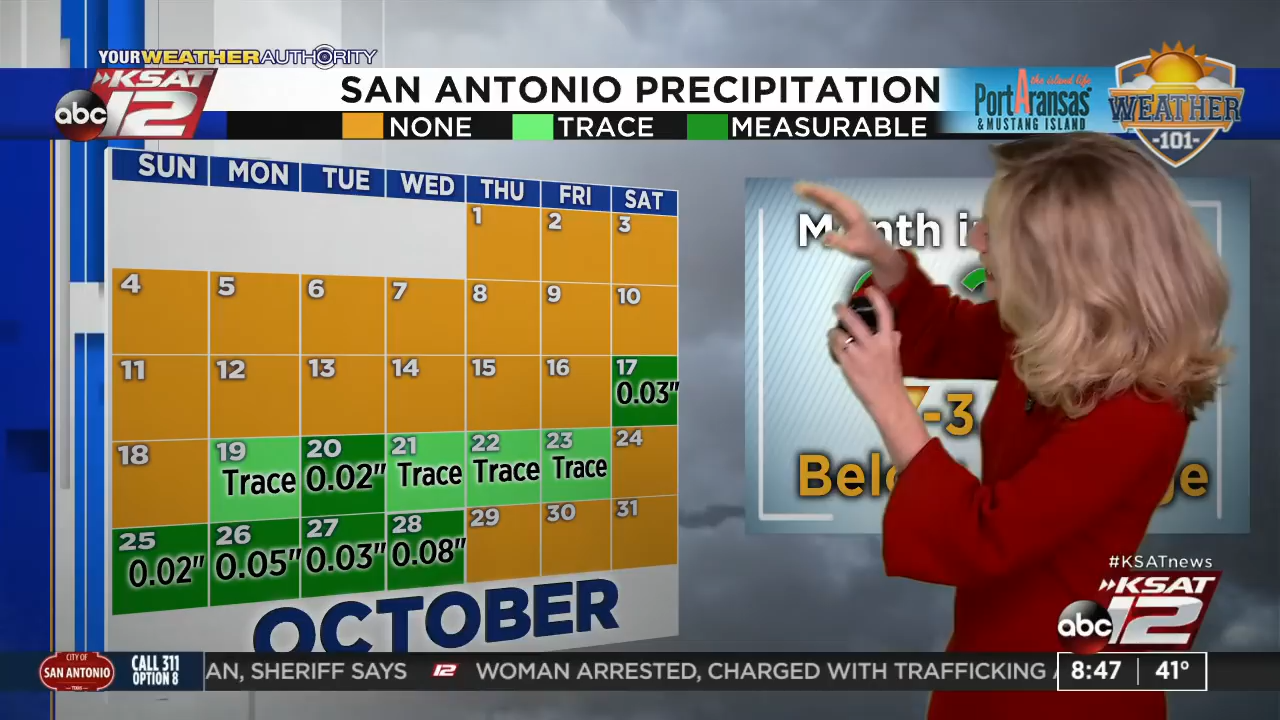 YOURWEATHERAUTHORITY
KSAT
abc 12
SAN ANTONIO PRECIPITATION
NONE TRACE MEASURABLE
the island life
PortAransas
& MUSTANG ISLAND
WEATHER
-101-
SUN MON TUE WED THU FRI SAT
1 2 3
4 5 6 7 8 9 10
11 12 13 14 15 16 17
0.03"
18 19 20 21 22 23 24
Trace 0.02" Trace Trace Trace
25 26 27 28 29 30 31
0.02" 0.05" 0.03" 0.08"
OCTOBER
-3
#KSATnews
KSAT
abc 12
CITY OF
SAN ANTONIO
TEXAS
CALL 311
OPTION 8
AN, SHERIFF SAYS 12 WOMAN ARRESTED, CHARGED WITH TRAFFICKING
8:47 41°